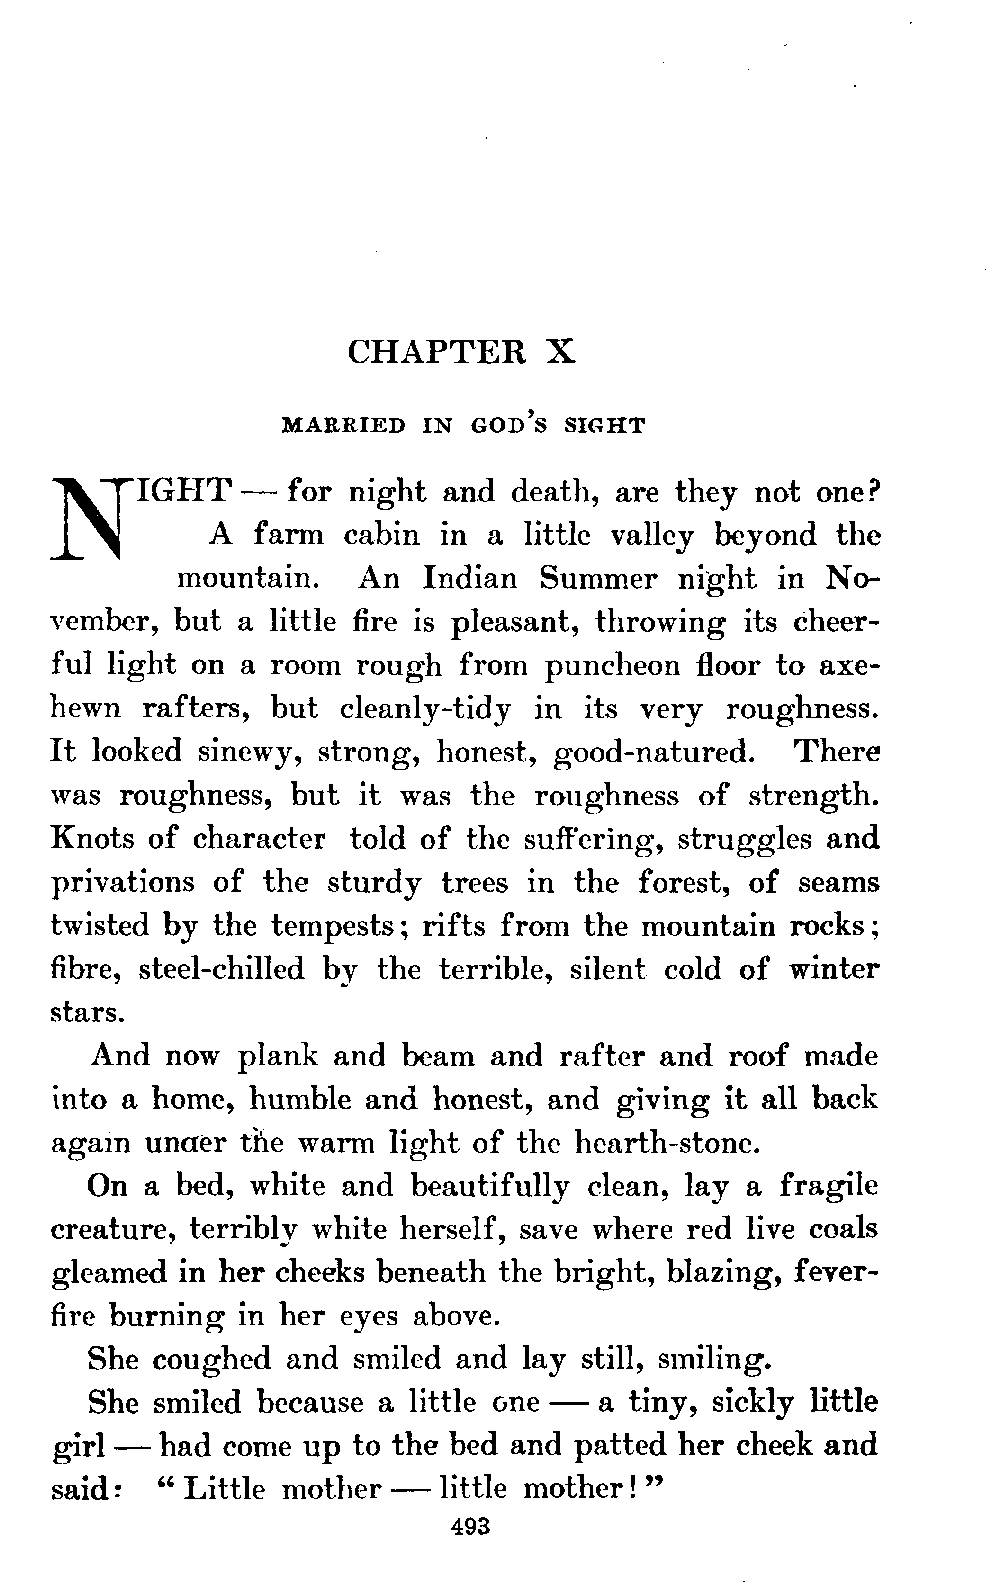 CHAPTER X
MARRIED IN GOD'S SIGHT
NIGHT — for night and death, are they not one?
A farm cabin in a little valley beyond the
mountain. An Indian Summer night in No-
vember, but a little fire is pleasant, throwing its cheer-
ful light on a room rough from puncheon floor to axe-
hewn rafters, but cleanly-tidy in its very roughness.
It looked sinewy, strong, honest, good-natured. There
was roughness, but it was the roughness of strength.
Knots of character told of the suffering, struggles and
privations of the sturdy trees in the forest, of seams
twisted by the tempests; rifts from the mountain rocks;
fibre, steel-chilled by the terrible, silent cold of winter
stars.
And now plank and beam and rafter and roof made
into a home, humble and honest, and giving it all back
again under the warm light of the hearth-stone.
On a bed, white and beautifully clean, lay a fragile
creature, terribly white herself, save where red live coals
gleamed in her cheeks beneath the bright, blazing, fever-
fire burning in her eyes above.
She coughed and smiled and lay still, smiling.
She smiled because a little one — a tiny, sickly little
girl — had come up to the bed and patted her cheek and
said: "Little mother — little mother!"
493